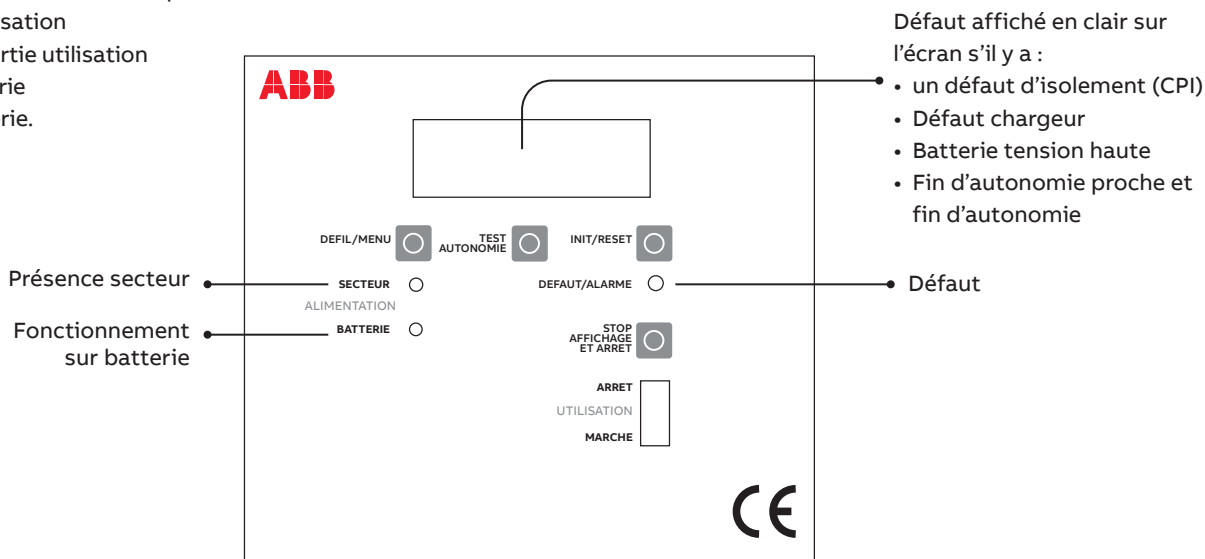 sation
rtie utilisation
rie
rie.
Défaut affiché en clair sur
l’écran s’il y a :
• un défaut d’isolement (CPI)
• Défaut chargeur
• Batterie tension haute
• Fin d’autonomie proche et
fin d’autonomie
ABB
DEFIL/MENU
TEST
AUTONOMIE
INIT/RESET
Présence secteur
SECTEUR
DEFAUT/ALARME
Défaut
ALIMENTATION
Fonctionnement
sur batterie
BATTERIE
STOP
AFFICHAGE
ET ARRET
ARRET
UTILISATION
MARCHE
CE